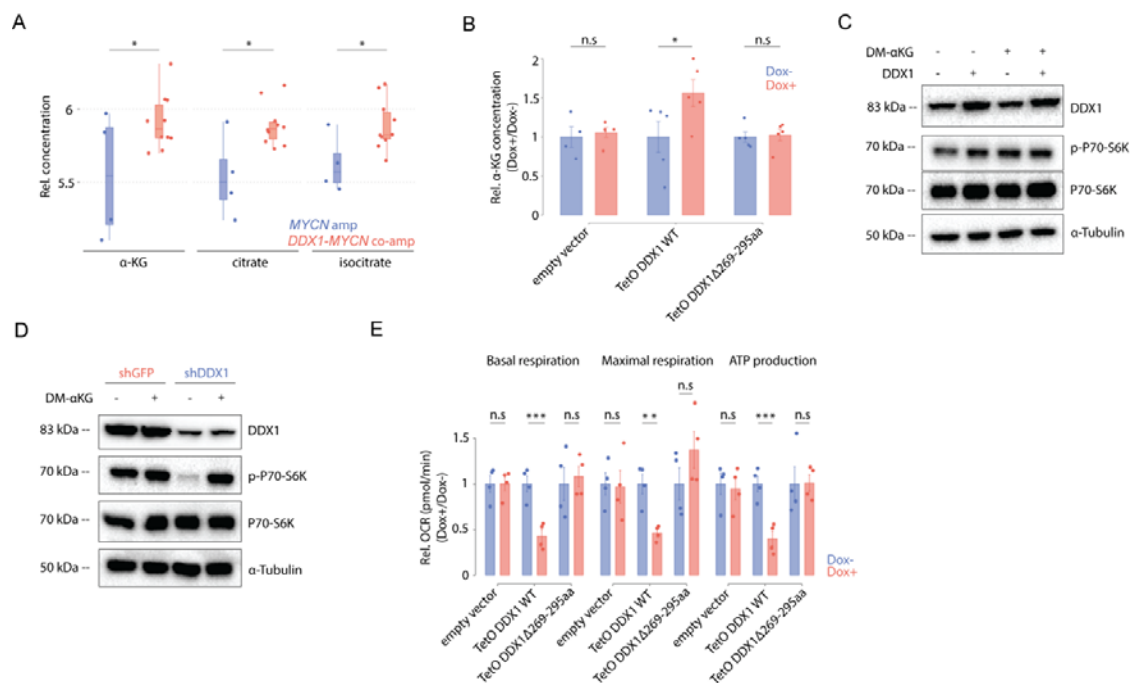 A
Rel. concentration
6
5.5
*
*
*
MYCN amp
DDX1-MYCN co-amp
α-KG
citrate
isocitrate
B
Rel. α-KG concentration
(Dox+/Dox-)
2
1.5
1
0.5
0
n.s
*
n.s
Dox-
Dox+
empty vector
TetO DDX1 WT
TetO DDX1Δ269-295aa
C
DM-αKG - - + +
DDX1 - + - +
83 kDa --
DDX1
70 kDa --
p-P70-S6K
70 kDa --
P70-S6K
50 kDa --
α-Tubulin
D
shGFP shDDX1
DM-αKG - + - +
83 kDa --
DDX1
70 kDa --
p-P70-S6K
70 kDa --
P70-S6K
50 kDa --
α-Tubulin
E
Basal respiration
Maximal respiration
ATP production
n.s
***
n.s
n.s
**
n.s
n.s
***
n.s
Rel. OCR (pmol/min)
(Dox+/Dox-)
1.5
1
0.5
0
Dox-
Dox+
empty vector
TetO DDX1 WT
TetO DDX1Δ269-295aa
empty vector
TetO DDX1 WT
TetO DDX1Δ269-295aa
empty vector
TetO DDX1 WT
TetO DDX1Δ269-295aa